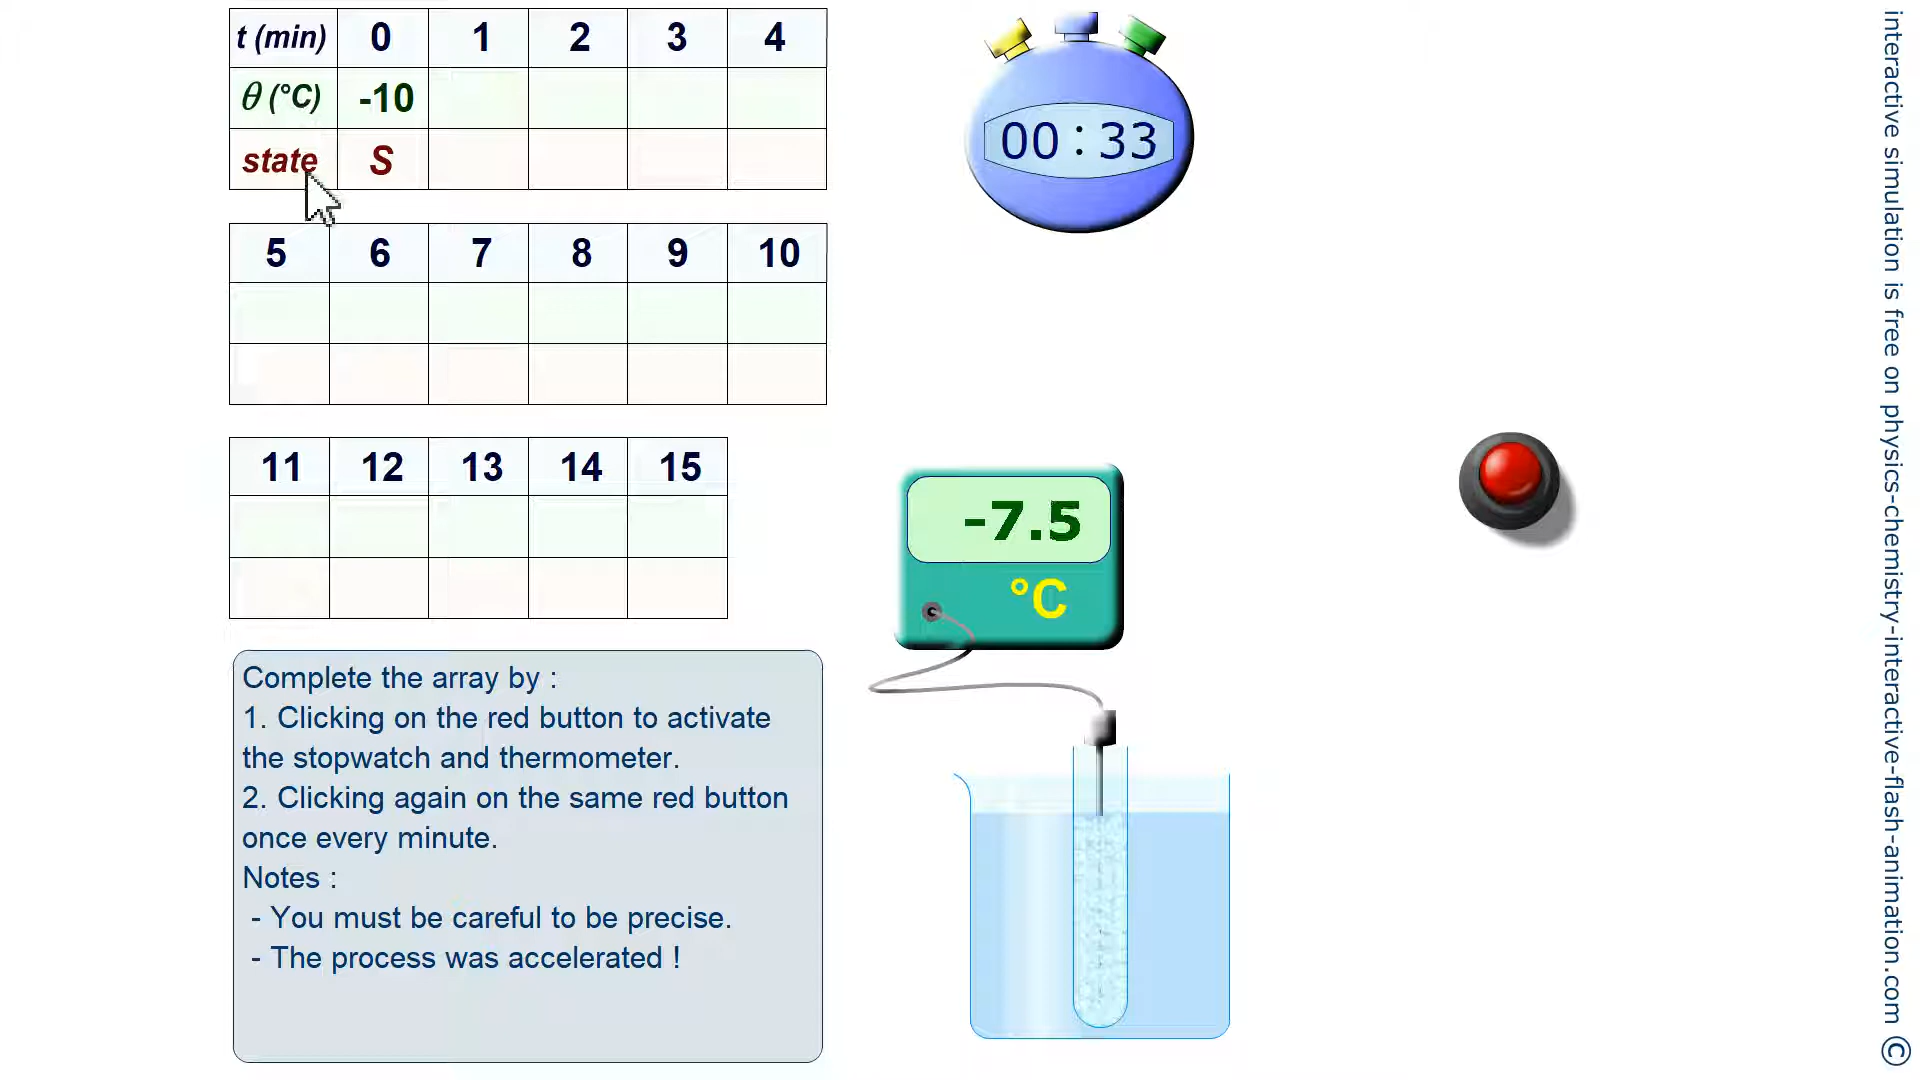 t (min) 0 1 2 3 4
θ (°C) -10
state S
5 6 7 8 9 10
11 12 13 14 15
Complete the array by :
1. Clicking on the red button to activate
the stopwatch and thermometer.
2. Clicking again on the same red button
once every minute.
Notes :
- You must be careful to be precise.
- The process was accelerated !
00:33
-7.5
°C
interactive simulation is free on physics-chemistry-interactive-flash-animation.com ©